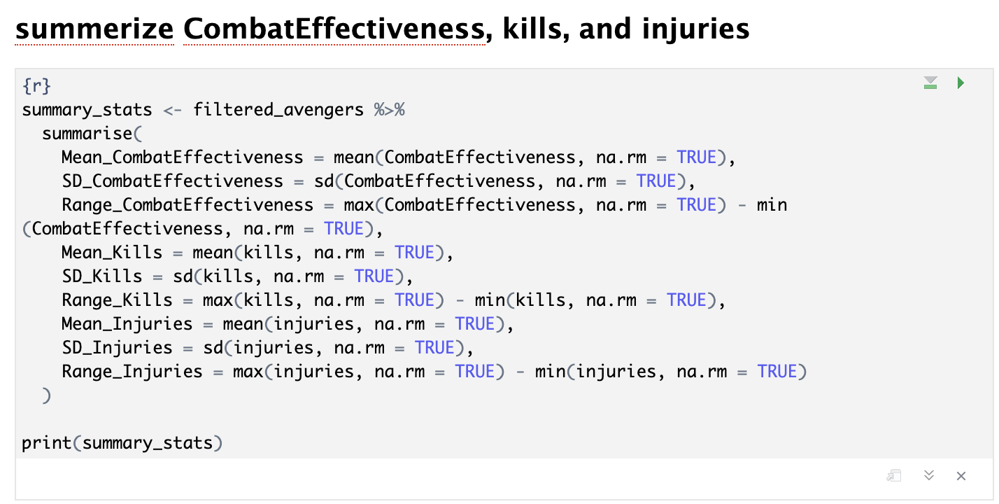 summerize CombatEffectiveness, kills, and injuries
{r}
summary_stats <- filtered_avengers %>%
  summarise(
    Mean_CombatEffectiveness = mean(CombatEffectiveness, na.rm = TRUE),
    SD_CombatEffectiveness = sd(CombatEffectiveness, na.rm = TRUE),
    Range_CombatEffectiveness = max(CombatEffectiveness, na.rm = TRUE) - min
(CombatEffectiveness, na.rm = TRUE),
    Mean_Kills = mean(kills, na.rm = TRUE),
    SD_Kills = sd(kills, na.rm = TRUE),
    Range_Kills = max(kills, na.rm = TRUE) - min(kills, na.rm = TRUE),
    Mean_Injuries = mean(injuries, na.rm = TRUE),
    SD_Injuries = sd(injuries, na.rm = TRUE),
    Range_Injuries = max(injuries, na.rm = TRUE) - min(injuries, na.rm = TRUE)
  )
print(summary_stats)